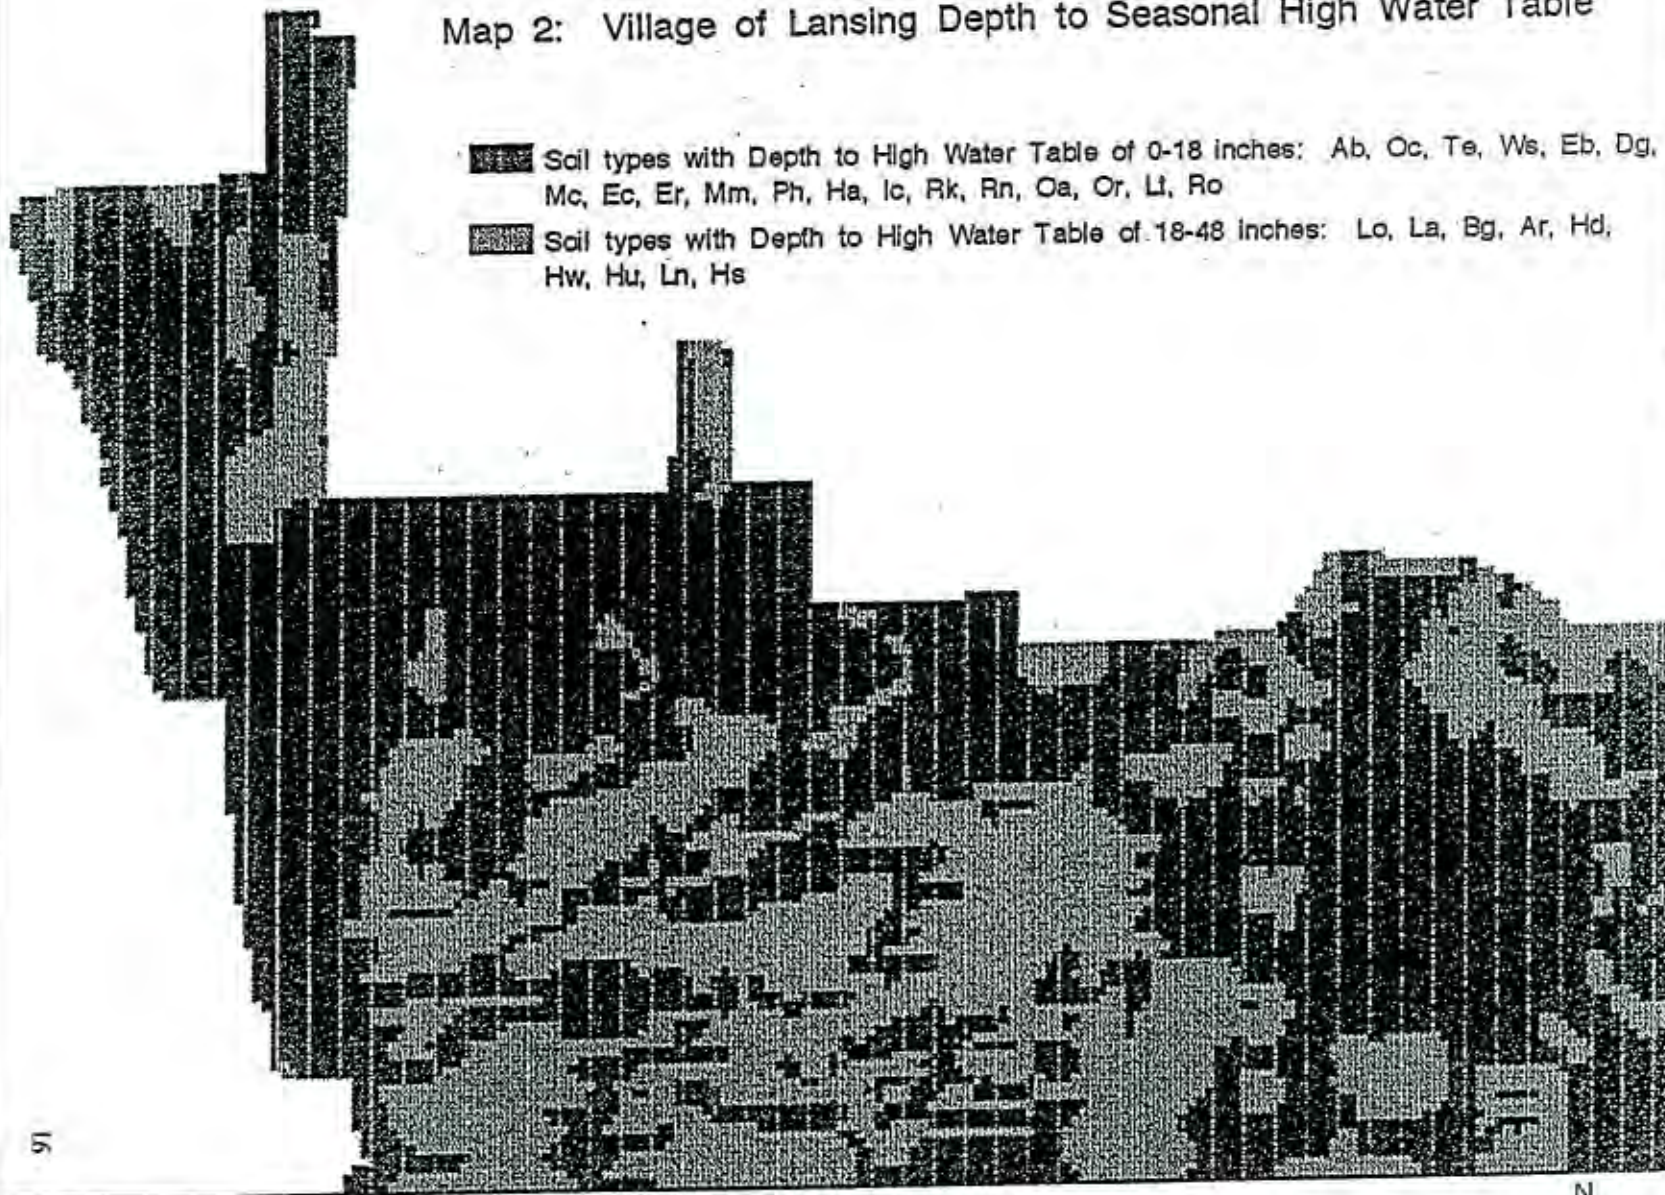 Map 2: Village of Lansing Depth to Seasonal High Water Table
Soil types with Depth to High Water Table of 0-18 inches: Ab, Oc, Te, Ws, Eb, Dg,
Mc, Ec, Er, Mm, Ph, Ha, Ic, Rk, Rn, Oa, Or, Lt, Ro
Soil types with Depth to High Water Table of 18-48 inches: Lo, La, Bg, Ar, Hd,
Hw, Hu, Ln, Hs
N